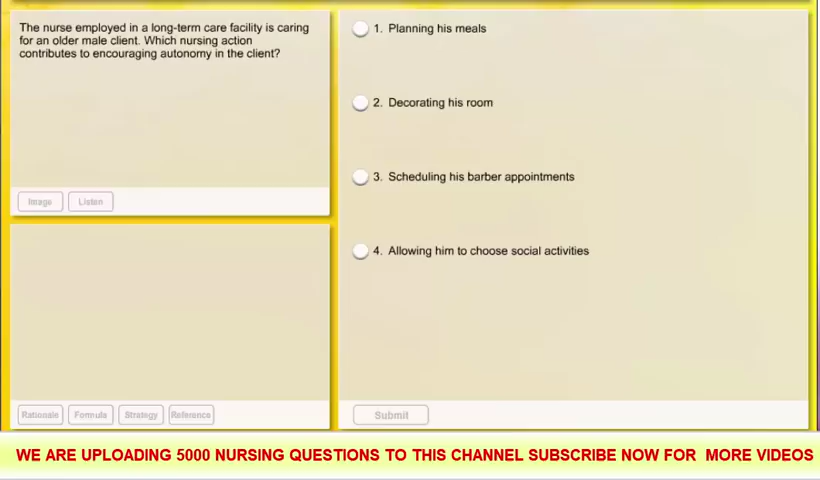 The nurse employed in a long-term care facility is caring
for an older male client. Which nursing action
contributes to encouraging autonomy in the client?
Image Listen
1. Planning his meals
2. Decorating his room
3. Scheduling his barber appointments
4. Allowing him to choose social activities
Rationale Formula Strategy Reference
Submit
WE ARE UPLOADING 5000 NURSING QUESTIONS TO THIS CHANNEL SUBSCRIBE NOW FOR MORE VIDEOS